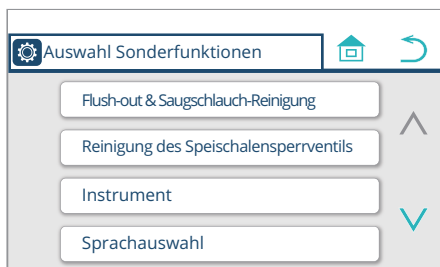 Auswahl Sonderfunktionen
Flush-out & Saugschlauch-Reinigung
Reinigung des Speischalensperrventils
Instrument
Sprachauswahl